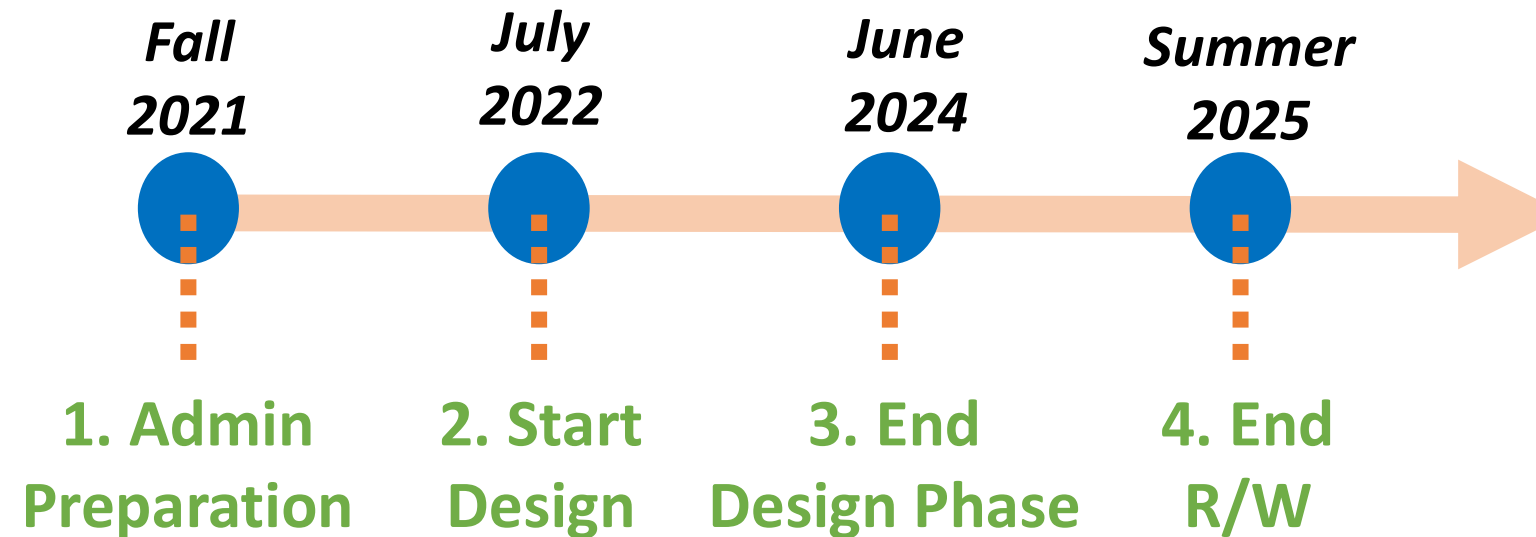 Fall
2021
July
2022
June
2024
Summer
2025
1. Admin
Preparation
2. Start
Design
3. End
Design Phase
4. End
R/W